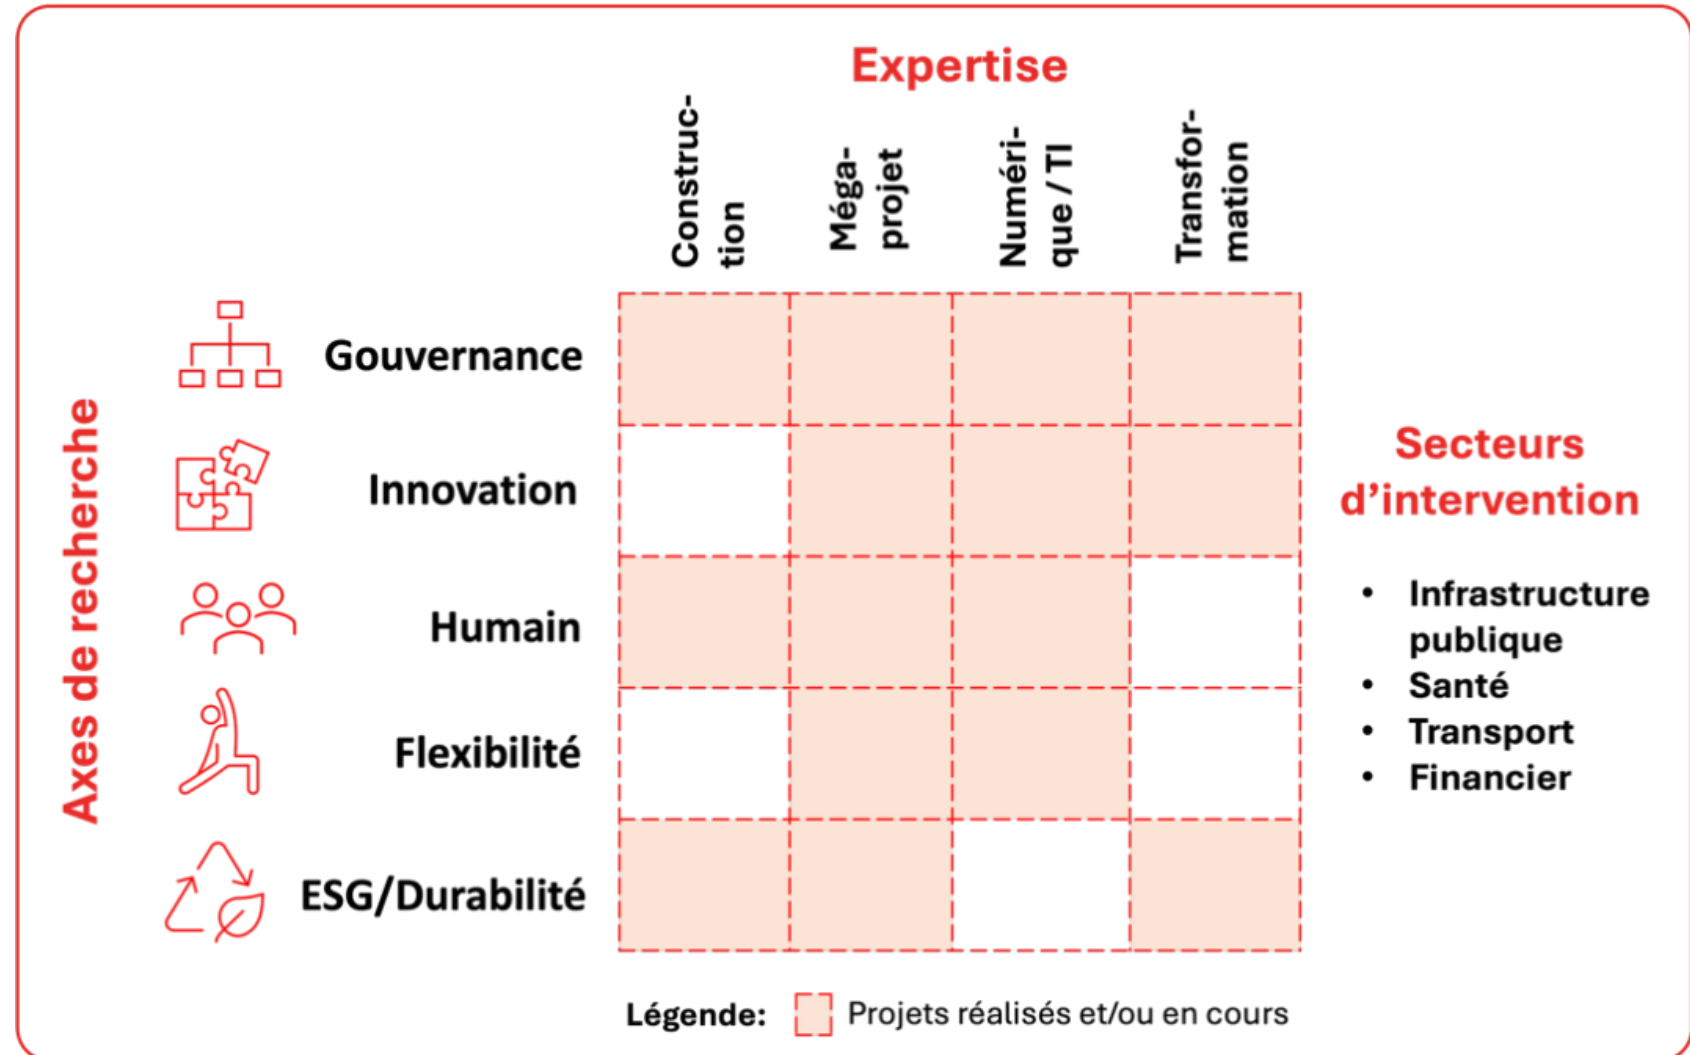 Expertise
Construc-
tion
Méga-
projet
Numéri-
que / TI
Transfor-
mation
Axes de recherche
Gouvernance
Innovation
Humain
Flexibilité
ESG/Durabilité
Secteurs
d’intervention
• Infrastructure
publique
• Santé
• Transport
• Financier
Légende: Projets réalisés et/ou en cours